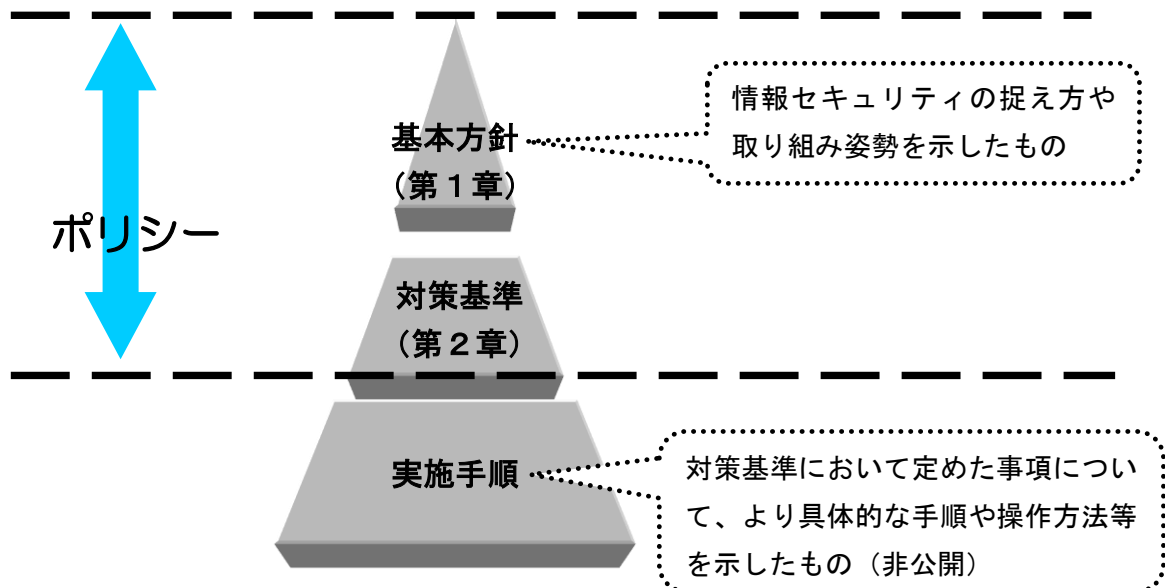 情報セキュリティの捉え方や
取り組み姿勢を示したもの
基本方針
(第１章)
ポリシー
対策基準
(第２章)
実施手順
対策基準において定めた事項につい
て、より具体的な手順や操作方法等
を示したもの（非公開）